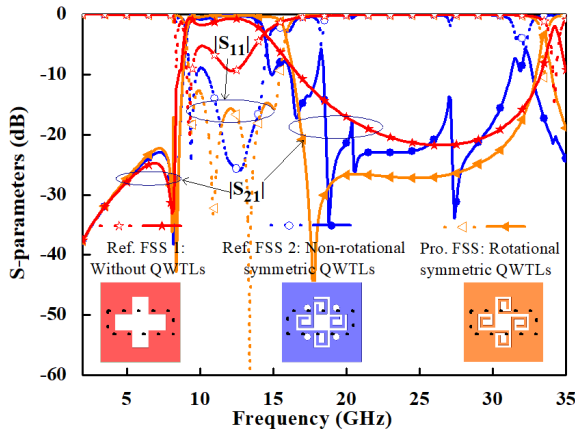 0
-10
-20
-30
-40
-50
-60
S-parameters (dB)
|S11|
|S21|
Ref. FSS 1:
Without QWTLs
Ref. FSS 2: Non-rotational
symmetric QWTLs
Pro. FSS: Rotational
symmetric QWTLs
5 10 15 20 25 30 35
Frequency (GHz)